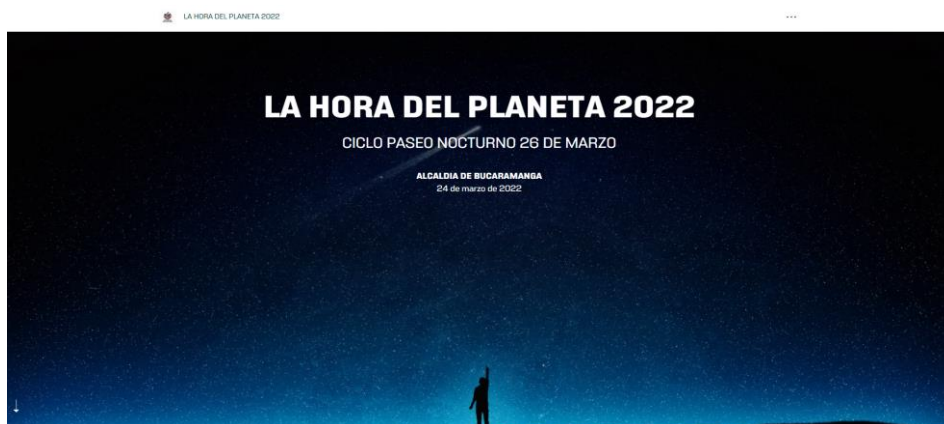 LA HORA DEL PLANETA 2022
LA HORA DEL PLANETA 2022
CICLO PASEO NOCTURNO 26 DE MARZO
ALCALDIA DE BUCARAMANGA
24 de marzo de 2022